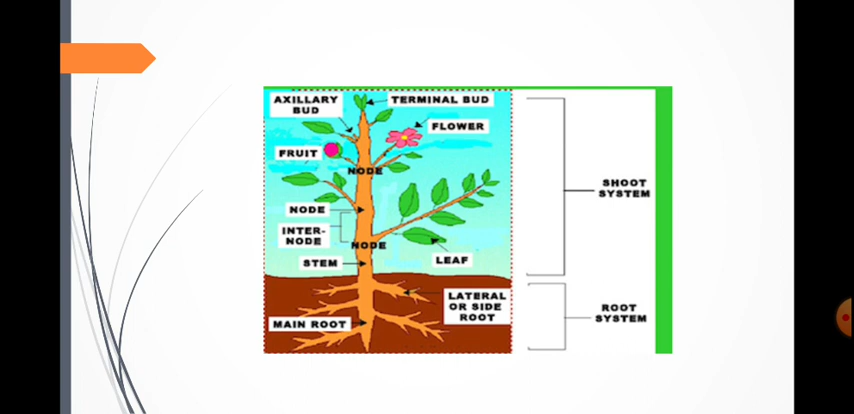 AXILLARY
BUD
TERMINAL BUD
FLOWER
FRUIT
NODE
NODE
INTER-
NODE
NODE
STEM
LEAF
LATERAL
OR SIDE
ROOT
MAIN ROOT
SHOOT
SYSTEM
ROOT
SYSTEM